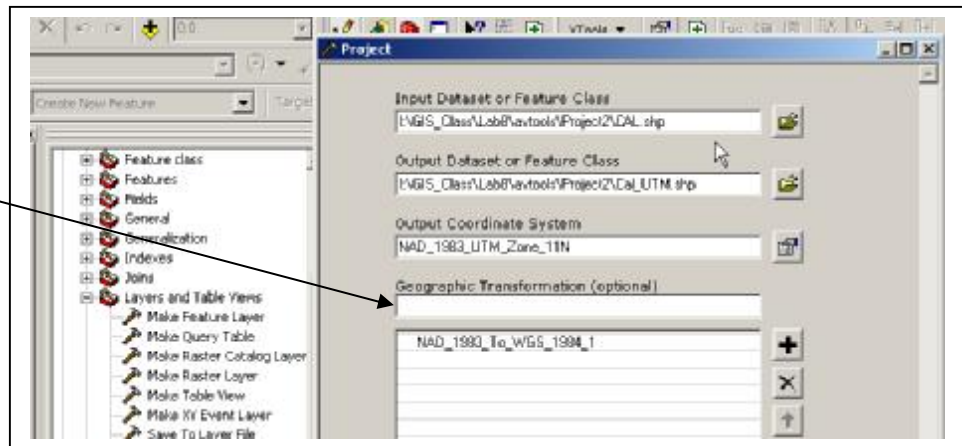 0.0
Project
Create New Feature
Target
Input Dataset or Feature Class
I:\GIS_Class\Lab8\avtools\Project2\CAL.shp
Output Dataset or Feature Class
I:\GIS_Class\Lab8\avtools\Project2\Cal_UTM.shp
Output Coordinate System
NAD_1983_UTM_Zone_11N
Geographic Transformation (optional)
NAD_1983_To_WGS_1984_1
Feature class
Features
Fields
General
Generalization
Indexes
Joins
Layers and Table Views
Make Feature Layer
Make Query Table
Make Raster Catalog Layer
Make Raster Layer
Make Table View
Make XY Event Layer
Save To Layer File